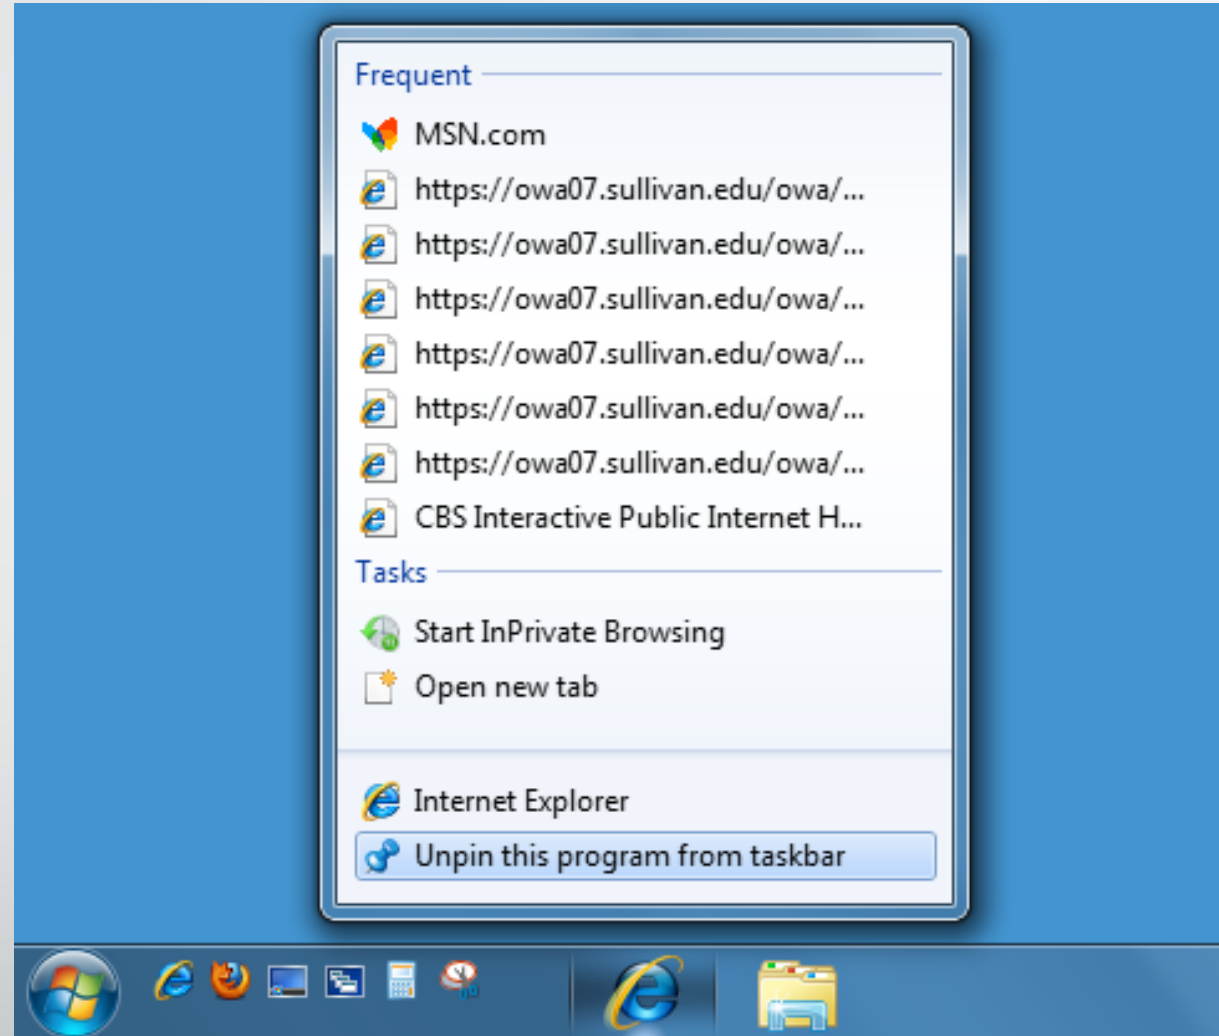 Frequent
MSN.com
https://owa07.sullivan.edu/owa/...
https://owa07.sullivan.edu/owa/...
https://owa07.sullivan.edu/owa/...
https://owa07.sullivan.edu/owa/...
https://owa07.sullivan.edu/owa/...
https://owa07.sullivan.edu/owa/...
CBS Interactive Public Internet H...
Tasks
Start InPrivate Browsing
Open new tab
Internet Explorer
Unpin this program from taskbar